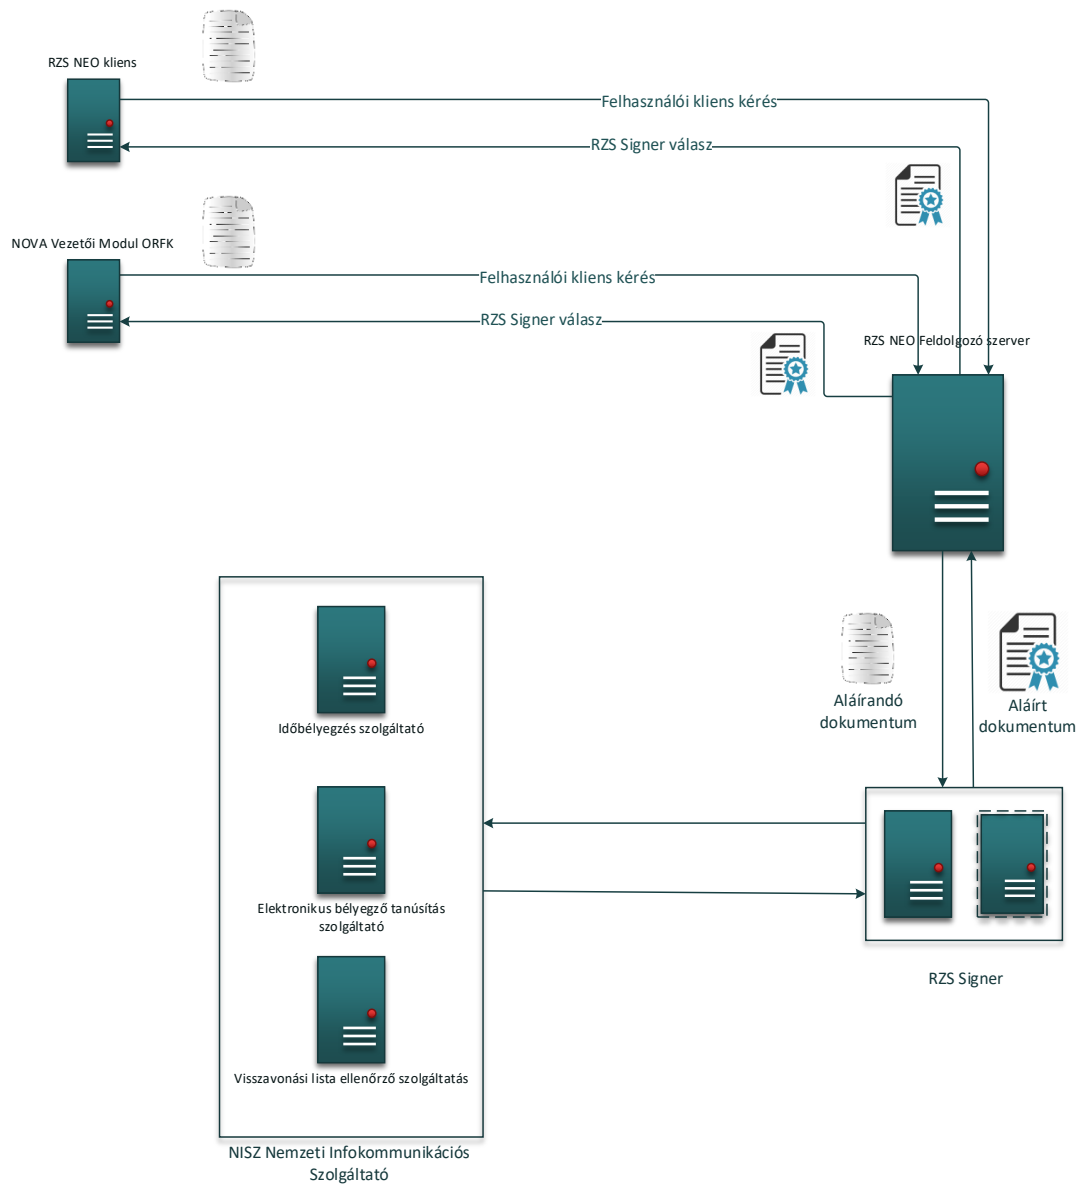 RZS NEO kliens
Felhasználói kliens kérés
RZS Signer válasz
NOVA Vezetői Modul ORFK
Felhasználói kliens kérés
RZS Signer válasz
RZS NEO Feldolgozó szerver
Aláírandó
dokumentum
Aláírt
dokumentum
Időbélyegzés szolgáltató
Elektronikus bélyegző tanúsítás
szolgáltató
RZS Signer
Visszavonási lista ellenőrző szolgáltatás
NISZ Nemzeti Infokommunikációs
Szolgáltató